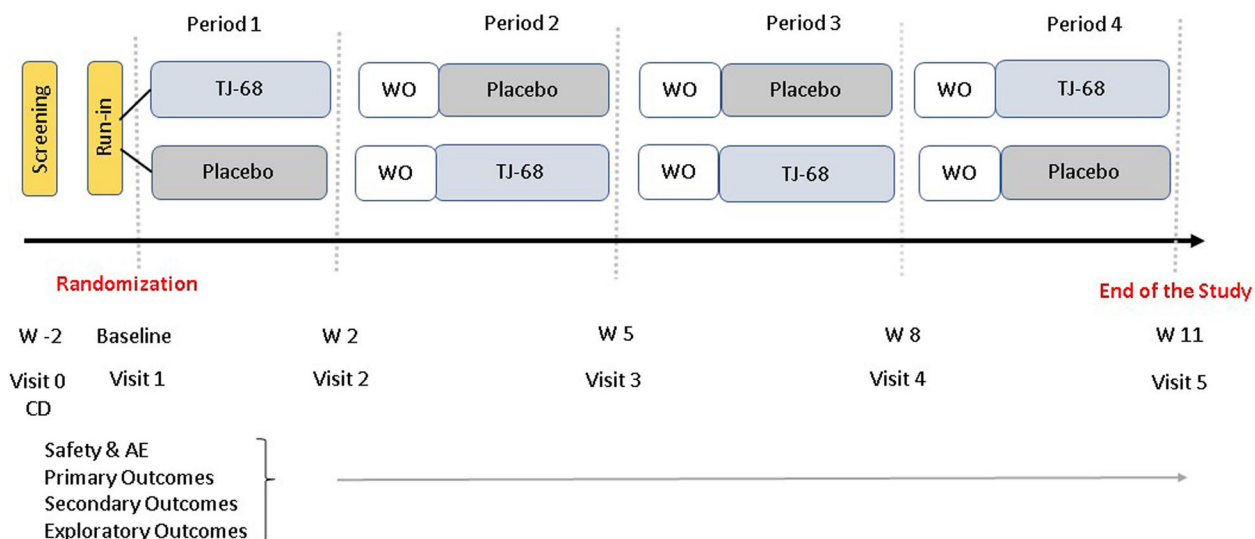 Period 1 Period 2 Period 3 Period 4
Screening
Run-in
TJ-68 WO Placebo WO Placebo WO TJ-68
Placebo WO TJ-68 WO TJ-68 WO Placebo
Randomization
End of the Study
W -2 Baseline W 2 W 5 W 8 W 11
Visit 0 Visit 1 Visit 2 Visit 3 Visit 4 Visit 5
CD
Safety & AE
Primary Outcomes
Secondary Outcomes
Exploratory Outcomes